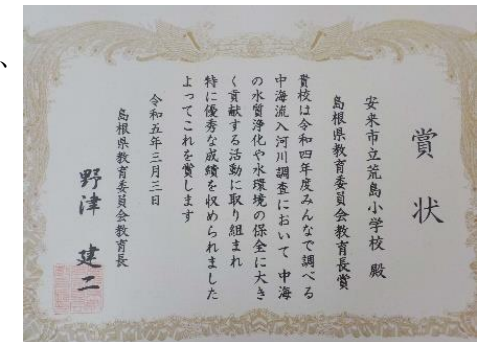 、
賞状
安来市立荒島小学校 殿
島根県教育委員会教育長賞
貴校は令和四年度みんなで調べる
中海流入河川調査において 中海
の水質浄化や水環境の保全に大き
く貢献する活動に取り組まれ
特に優秀な成績を収められました
よってこれを賞します
令和五年三月三日
島根県教育委員会教育長
野津 建二